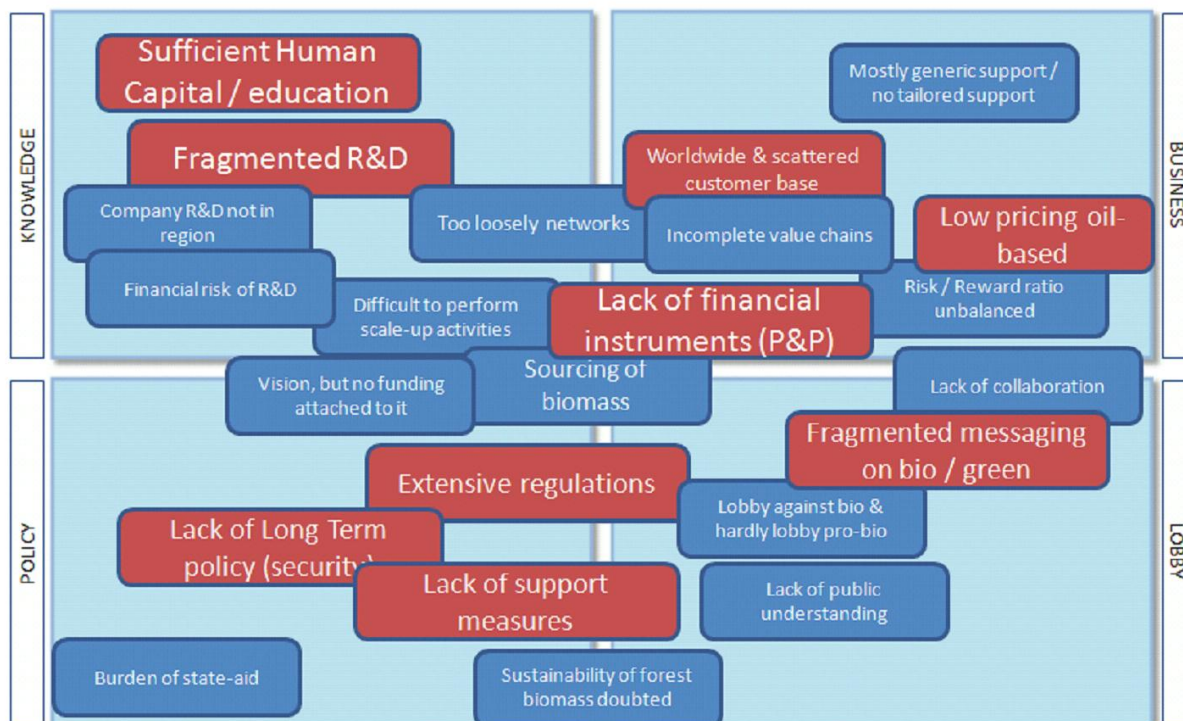 KNOWLEDGE
Sufficient Human
Capital / education
Fragmented R&D
Company R&D not in
region
Financial risk of R&D
Too loosely networks
Difficult to perform
scale-up activities
BUSINESS
Mostly generic support /
no tailored support
Worldwide & scattered
customer base
Incomplete value chains
Low pricing oil-
based
Risk / Reward ratio
unbalanced
Lack of financial
instruments (P&P)
POLICY
Vision, but no funding
attached to it
Sourcing of
biomass
Extensive regulations
Lack of Long Term
policy (security)
Lack of support
measures
Burden of state-aid
Sustainability of forest
biomass doubted
LOBBY
Lack of collaboration
Fragmented messaging
on bio / green
Lobby against bio &
hardly lobby pro-bio
Lack of public
understanding